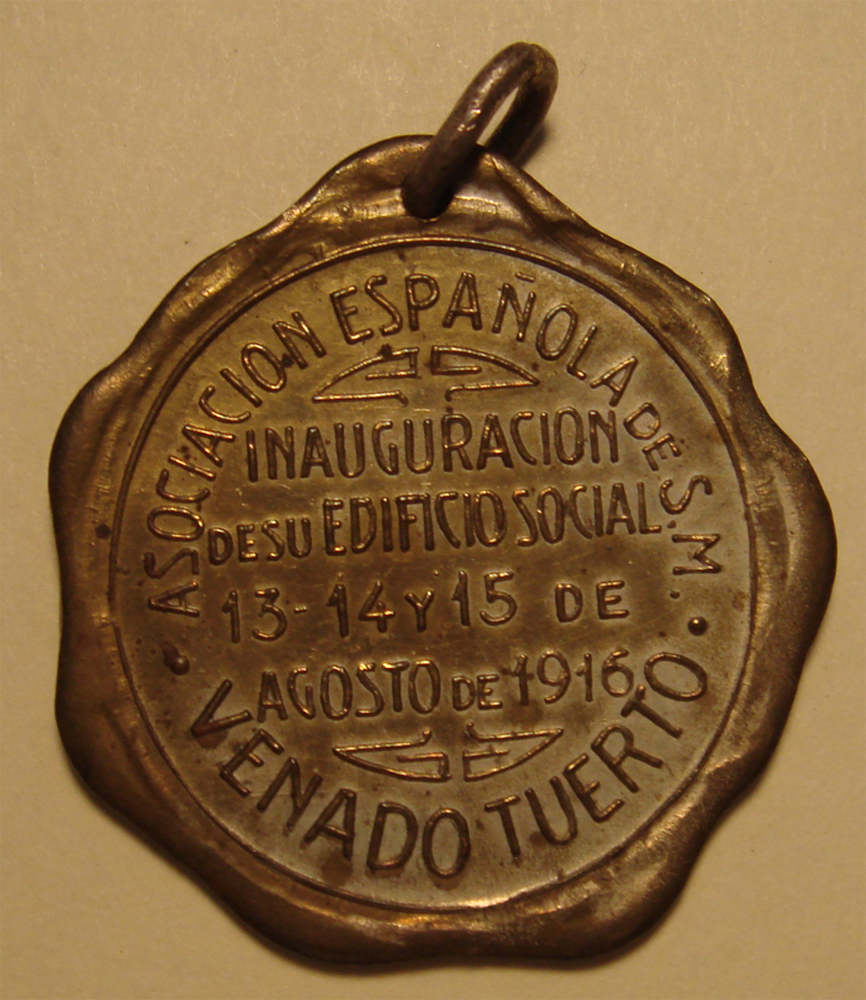 ASOCIACION ESPAÑOLA DE S. M.
INAUGURACION
DE SU EDIFICIO SOCIAL
13-14 Y 15 DE
AGOSTO DE 1916
VENADO TUERTO